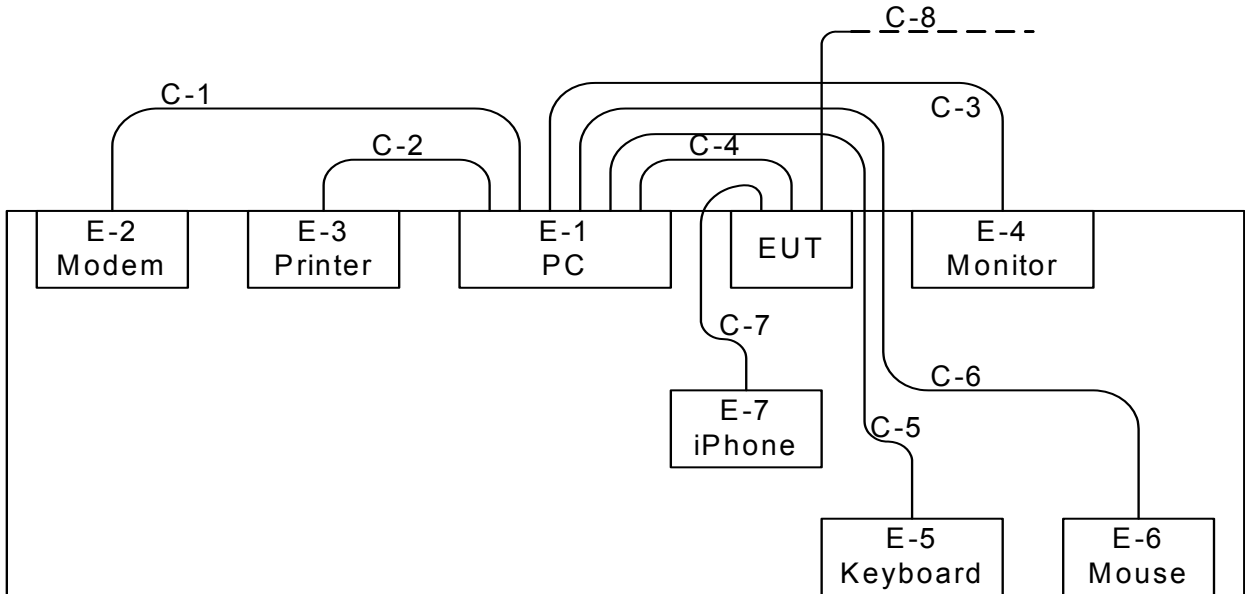 C-8
C-1
C-3
C-2
C-4
E-2
Modem
E-3
Printer
E-1
PC
EUT
E-4
Monitor
C-7
C-6
E-7
iPhone
C-5
E-5
Keyboard
E-6
Mouse